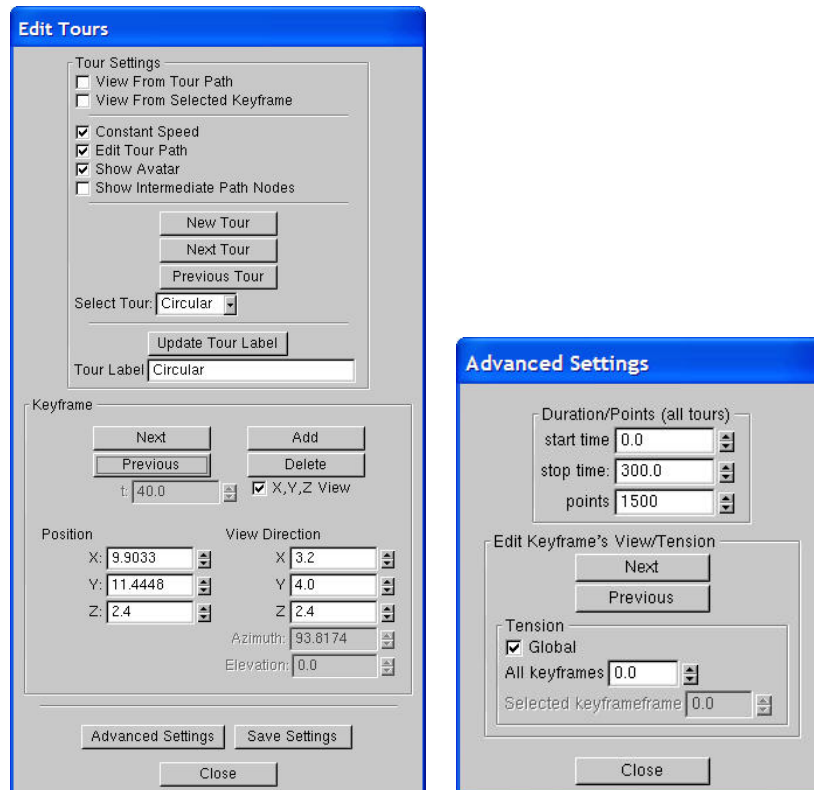 Edit Tours
Tour Settings
View From Tour Path
View From Selected Keyframe
Constant Speed
Edit Tour Path
Show Avatar
Show Intermediate Path Nodes
New Tour
Next Tour
Previous Tour
Select Tour: Circular
Update Tour Label
Tour Label Circular
Keyframe
Next Add
Previous Delete
t: 40.0 X,Y,Z View
Position View Direction
X: 9.9033 X 3.2
Y: 11.4448 Y 4.0
Z: 2.4 Z 2.4
Azimuth: 93.8174
Elevation: 0.0
Advanced Settings Save Settings
Close
Advanced Settings
Duration/Points (all tours)
start time 0.0
stop time: 300.0
points 1500
Edit Keyframe's View/Tension
Next
Previous
Tension
Global
All keyframes 0.0
Selected keyframeframe 0.0
Close